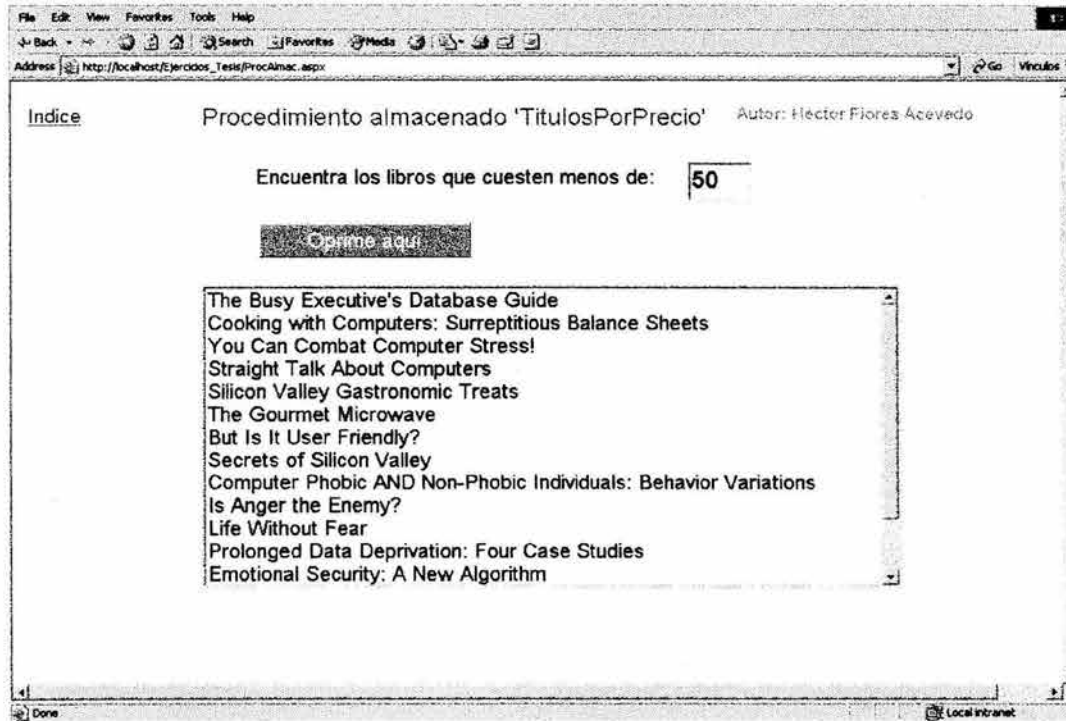 File Edit View Favorites Tools Help
Back Search Favorites Media
Address http://localhost/Ejercicios_Tesis/ProcAlmac.aspx Go Vínculos
Indice Procedimiento almacenado 'TitulosPorPrecio' Autor: Hector Flores Acevedo
Encuentra los libros que cuesten menos de: 50
Oprime aquí
The Busy Executive's Database Guide
Cooking with Computers: Surreptitious Balance Sheets
You Can Combat Computer Stress!
Straight Talk About Computers
Silicon Valley Gastronomic Treats
The Gourmet Microwave
But Is It User Friendly?
Secrets of Silicon Valley
Computer Phobic AND Non-Phobic Individuals: Behavior Variations
Is Anger the Enemy?
Life Without Fear
Prolonged Data Deprivation: Four Case Studies
Emotional Security: A New Algorithm
Done Local intranet